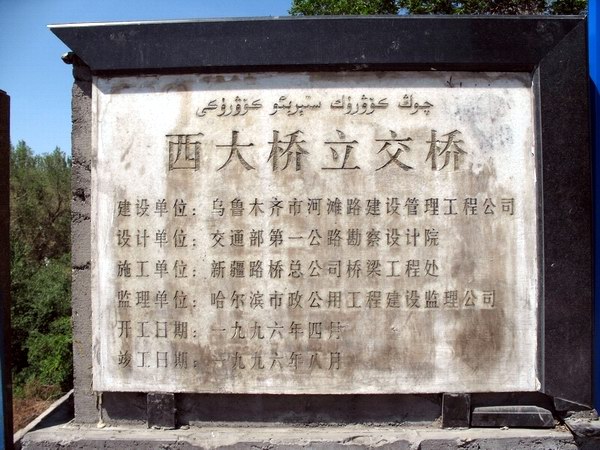 چوڭ كۆۋرۈك ستېرېئو كۆۋرۈكى
西大桥立交桥
建设单位：乌鲁木齐市河滩路建设管理工程公司
设计单位：交通部第一公路勘察设计院
施工单位：新疆路桥总公司桥梁工程处
监理单位：哈尔滨市政公用工程建设监理公司
开工日期：一九九六年四月
竣工日期：一九九六年八月